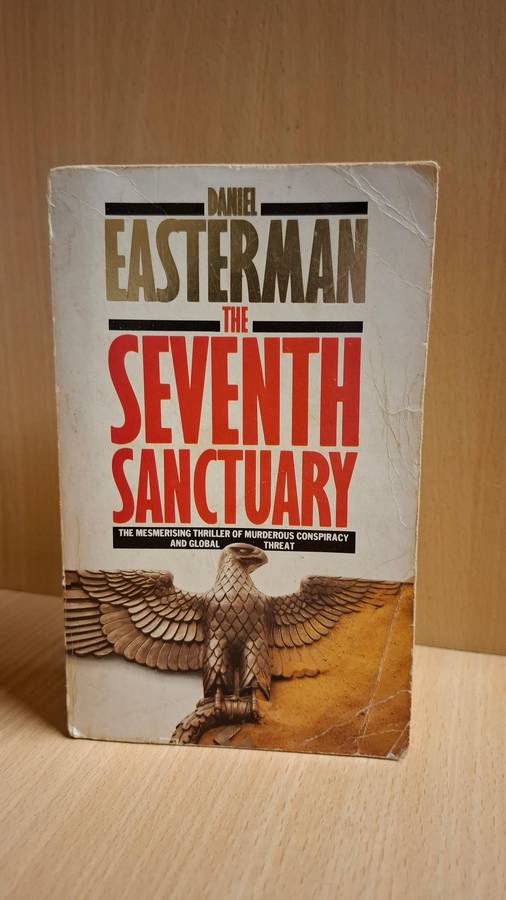 DANIEL
EASTERMAN
THE
SEVENTH
SANCTUARY
THE MESMERISING THRILLER OF MURDEROUS CONSPIRACY
AND GLOBAL THREAT